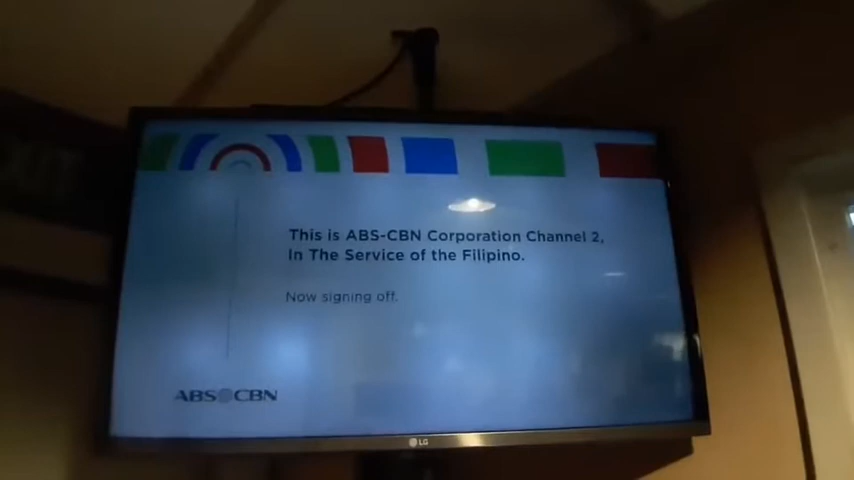 This is ABS-CBN Corporation Channel 2,
In The Service of the Filipino.
Now signing off.
ABS CBN
LG